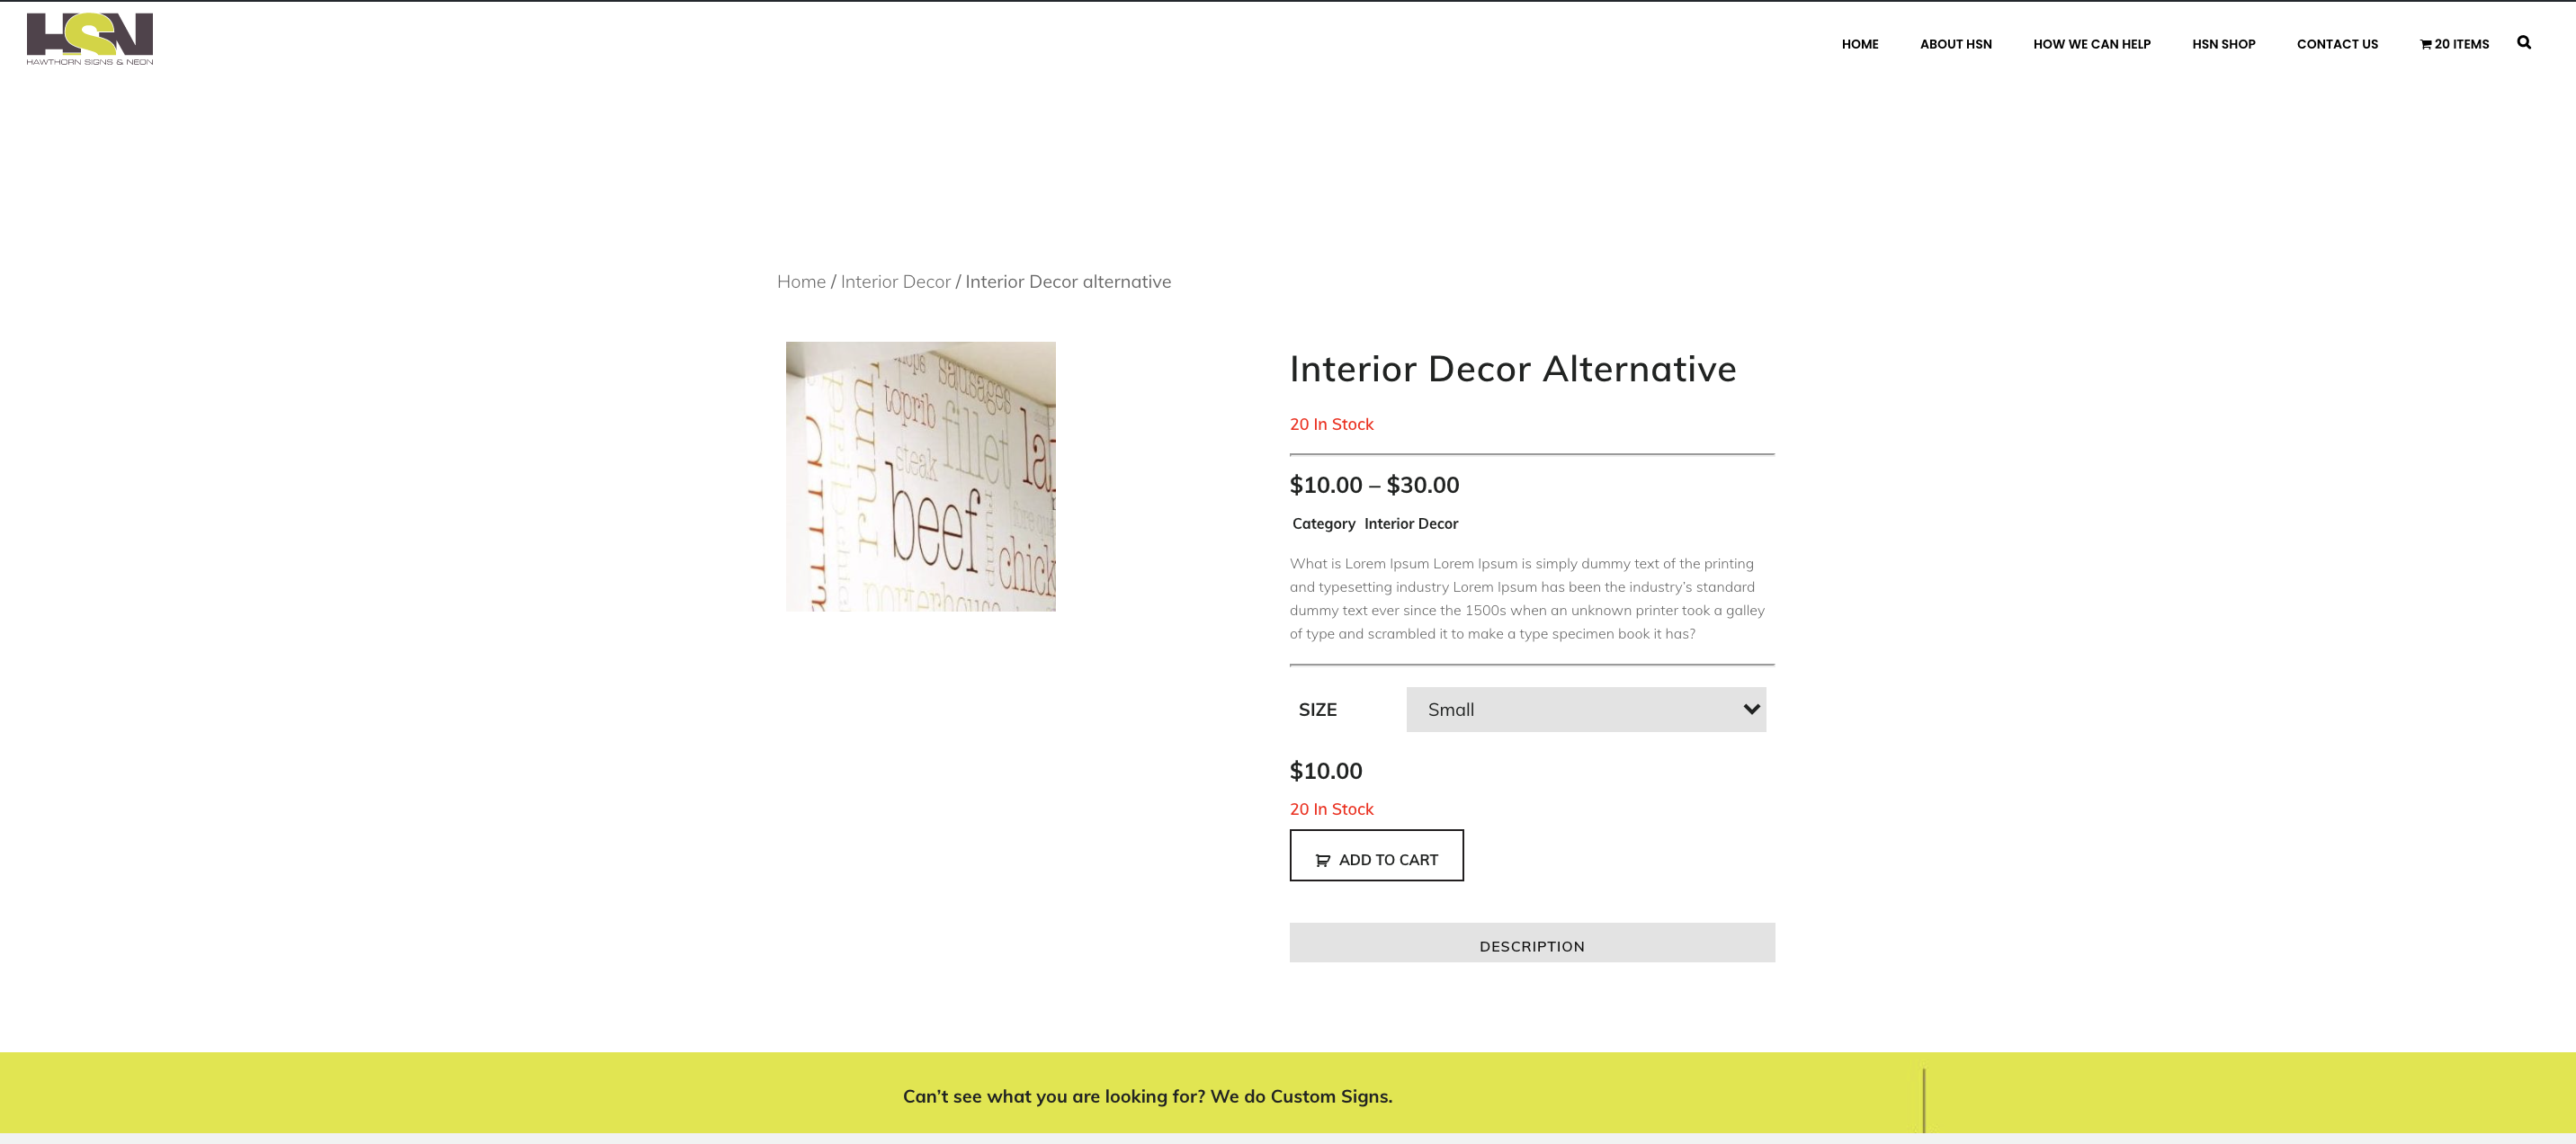 HSN
HAWTHORN SIGNS & NEON
HOME ABOUT HSN HOW WE CAN HELP HSN SHOP CONTACT US 20 ITEMS
Home / Interior Decor / Interior Decor alternative
sausages
toprib
fillet
la
steak
beef
chick
porterhouse
Interior Decor Alternative
20 In Stock
$10.00 – $30.00
Category Interior Decor
What is Lorem Ipsum Lorem Ipsum is simply dummy text of the printing
and typesetting industry Lorem Ipsum has been the industry’s standard
dummy text ever since the 1500s when an unknown printer took a galley
of type and scrambled it to make a type specimen book it has?
SIZE Small
$10.00
20 In Stock
ADD TO CART
DESCRIPTION
Can’t see what you are looking for? We do Custom Signs.